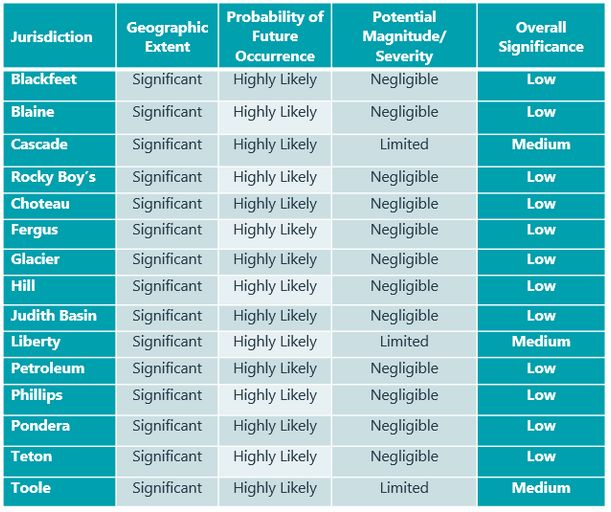 Jurisdiction Geographic Extent Probability of Future Occurrence Potential Magnitude/ Severity Overall Significance
Blackfeet Significant Highly Likely Negligible Low
Blaine Significant Highly Likely Negligible Low
Cascade Significant Highly Likely Limited Medium
Rocky Boy’s Significant Highly Likely Negligible Low
Choteau Significant Highly Likely Negligible Low
Fergus Significant Highly Likely Negligible Low
Glacier Significant Highly Likely Negligible Low
Hill Significant Highly Likely Negligible Low
Judith Basin Significant Highly Likely Negligible Low
Liberty Significant Highly Likely Limited Medium
Petroleum Significant Highly Likely Negligible Low
Phillips Significant Highly Likely Negligible Low
Pondera Significant Highly Likely Negligible Low
Teton Significant Highly Likely Negligible Low
Toole Significant Highly Likely Limited Medium